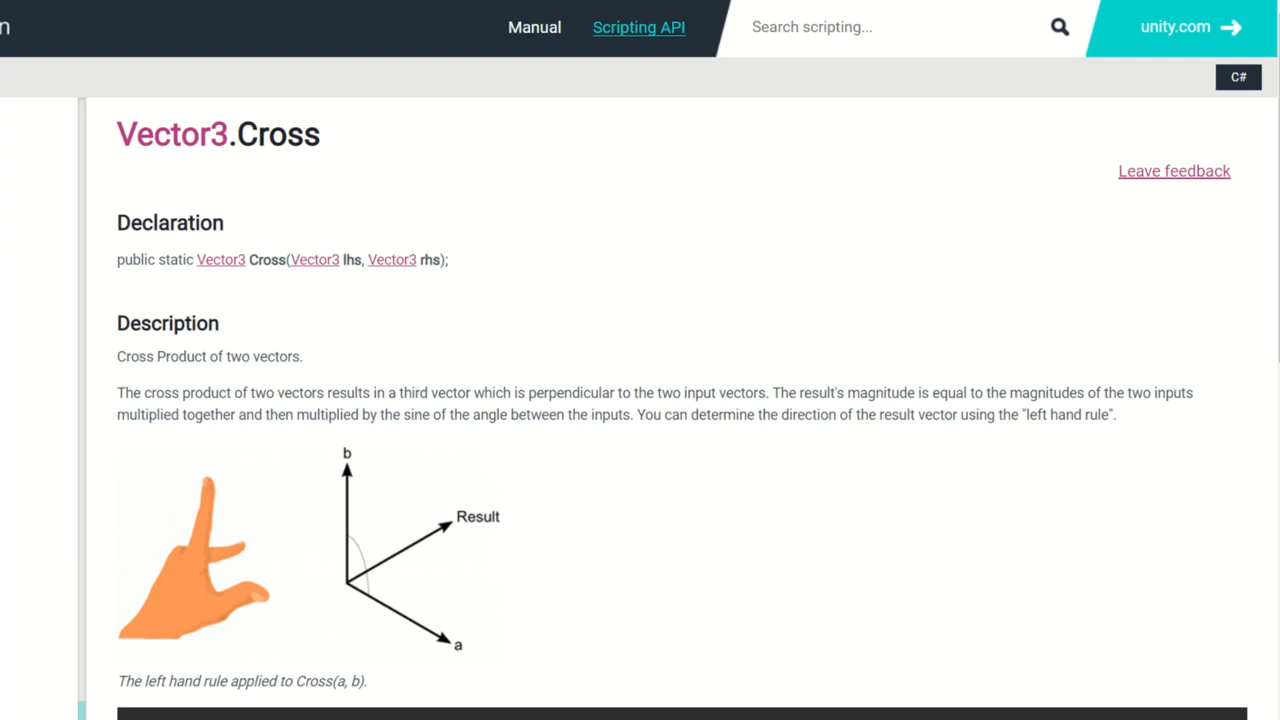 n
Manual Scripting API Search scripting... unity.com
C#
Vector3.Cross
Leave feedback
Declaration
public static Vector3 Cross(Vector3 lhs, Vector3 rhs);
Description
Cross Product of two vectors.
The cross product of two vectors results in a third vector which is perpendicular to the two input vectors. The result's magnitude is equal to the magnitudes of the two inputs
multiplied together and then multiplied by the sine of the angle between the inputs. You can determine the direction of the result vector using the "left hand rule".
b
Result
a
The left hand rule applied to Cross(a, b).